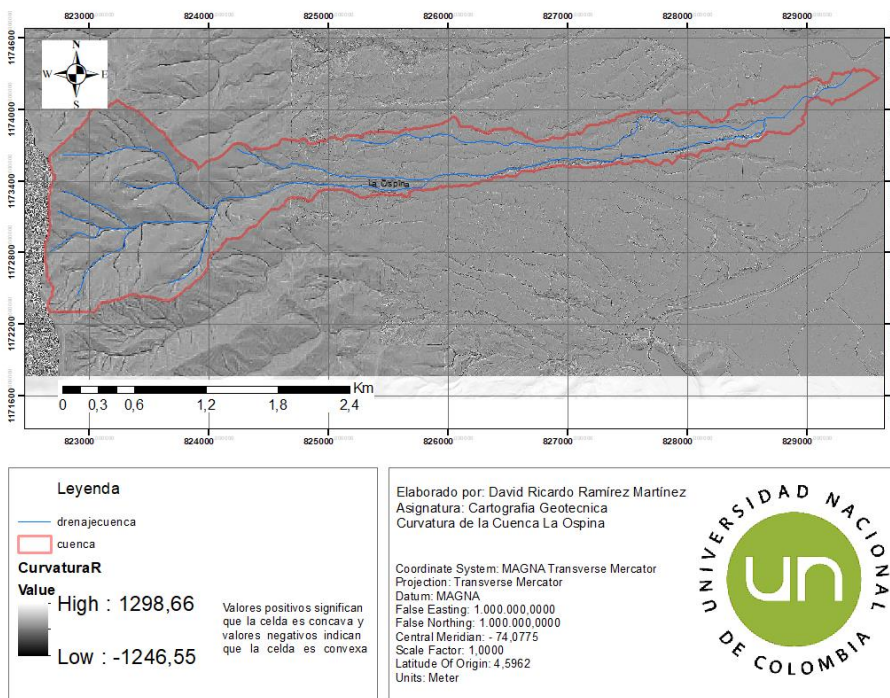 823000 824000 825000 826000 827000 828000 829000
N
W E
S
1174600
1174000
1173400
1172800
1172200
1171600
La Ospina
Km
0 0,3 0,6 1,2 1,8 2,4
823000 824000 825000 826000 827000 828000 829000
Leyenda
drenajecuenca
cuenca
CurvaturaR
Value
High : 1298,66
Low : -1246,55
Valores positivos significan
que la celda es concava y
valores negativos indican
que la celda es convexa
Elaborado por: David Ricardo Ramírez Martínez
Asignatura: Cartografía Geotecnica
Curvatura de la Cuenca La Ospina
Coordinate System: MAGNA Transverse Mercator
Projection: Transverse Mercator
Datum: MAGNA
False Easting: 1.000.000,0000
False Northing: 1.000.000,0000
Central Meridian: - 74,0775
Scale Factor: 1,0000
Latitude Of Origin: 4,5962
Units: Meter
UNIVERSIDAD NACIONAL
DE COLOMBIA
un